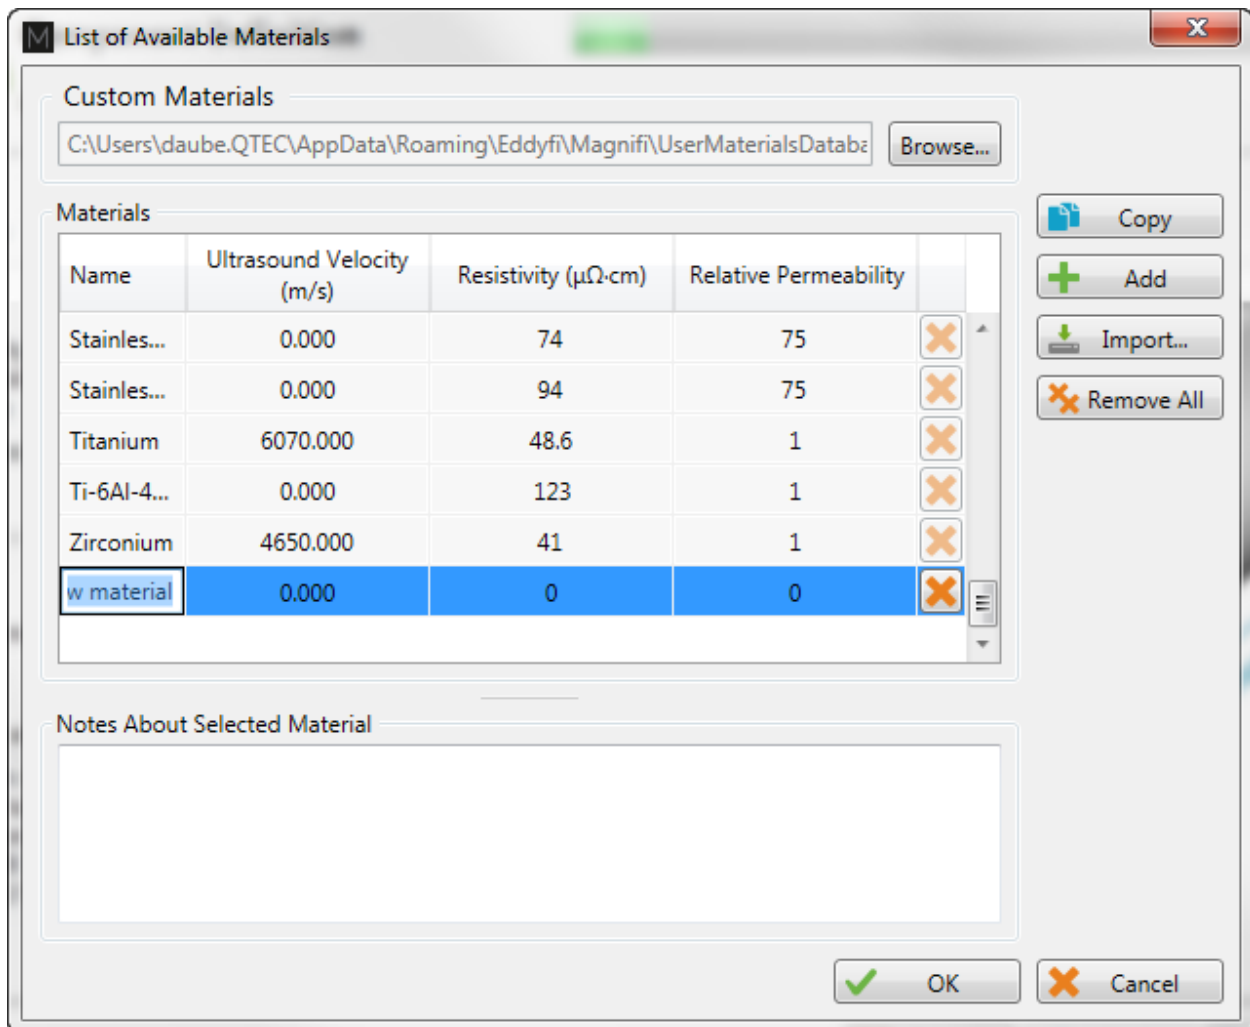 M List of Available Materials
Custom Materials
C:\Users\daube.QTEC\AppData\Roaming\Eddyfi\Magnifi\UserMaterialsDataba Browse...
Materials
Copy
Name Ultrasound Velocity (m/s) Resistivity (µΩ·cm) Relative Permeability
Add
Stainles... 0.000 74 75
Import...
Stainles... 0.000 94 75
Remove All
Titanium 6070.000 48.6 1
Ti-6Al-4... 0.000 123 1
Zirconium 4650.000 41 1
w material 0.000 0 0
Notes About Selected Material
OK Cancel